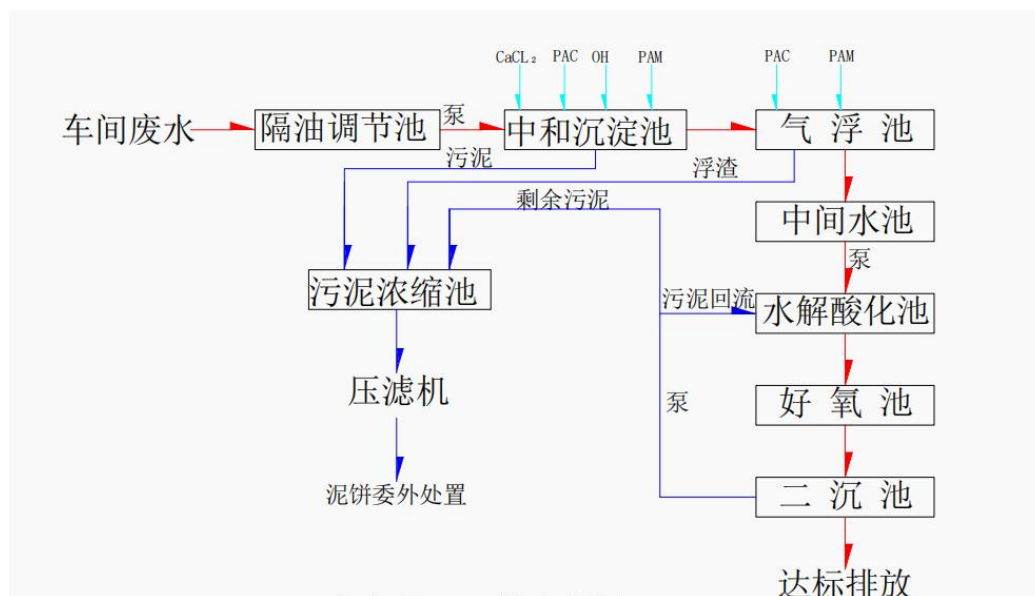 CaCL₂ PAC OH PAM PAC PAM
车间废水 隔油调节池 泵 中和沉淀池 气浮池
污泥 浮渣
剩余污泥 中间水池
泵
污泥浓缩池 污泥回流 水解酸化池
压滤机 泵 好氧池
泥饼委外处置 二沉池
达标排放